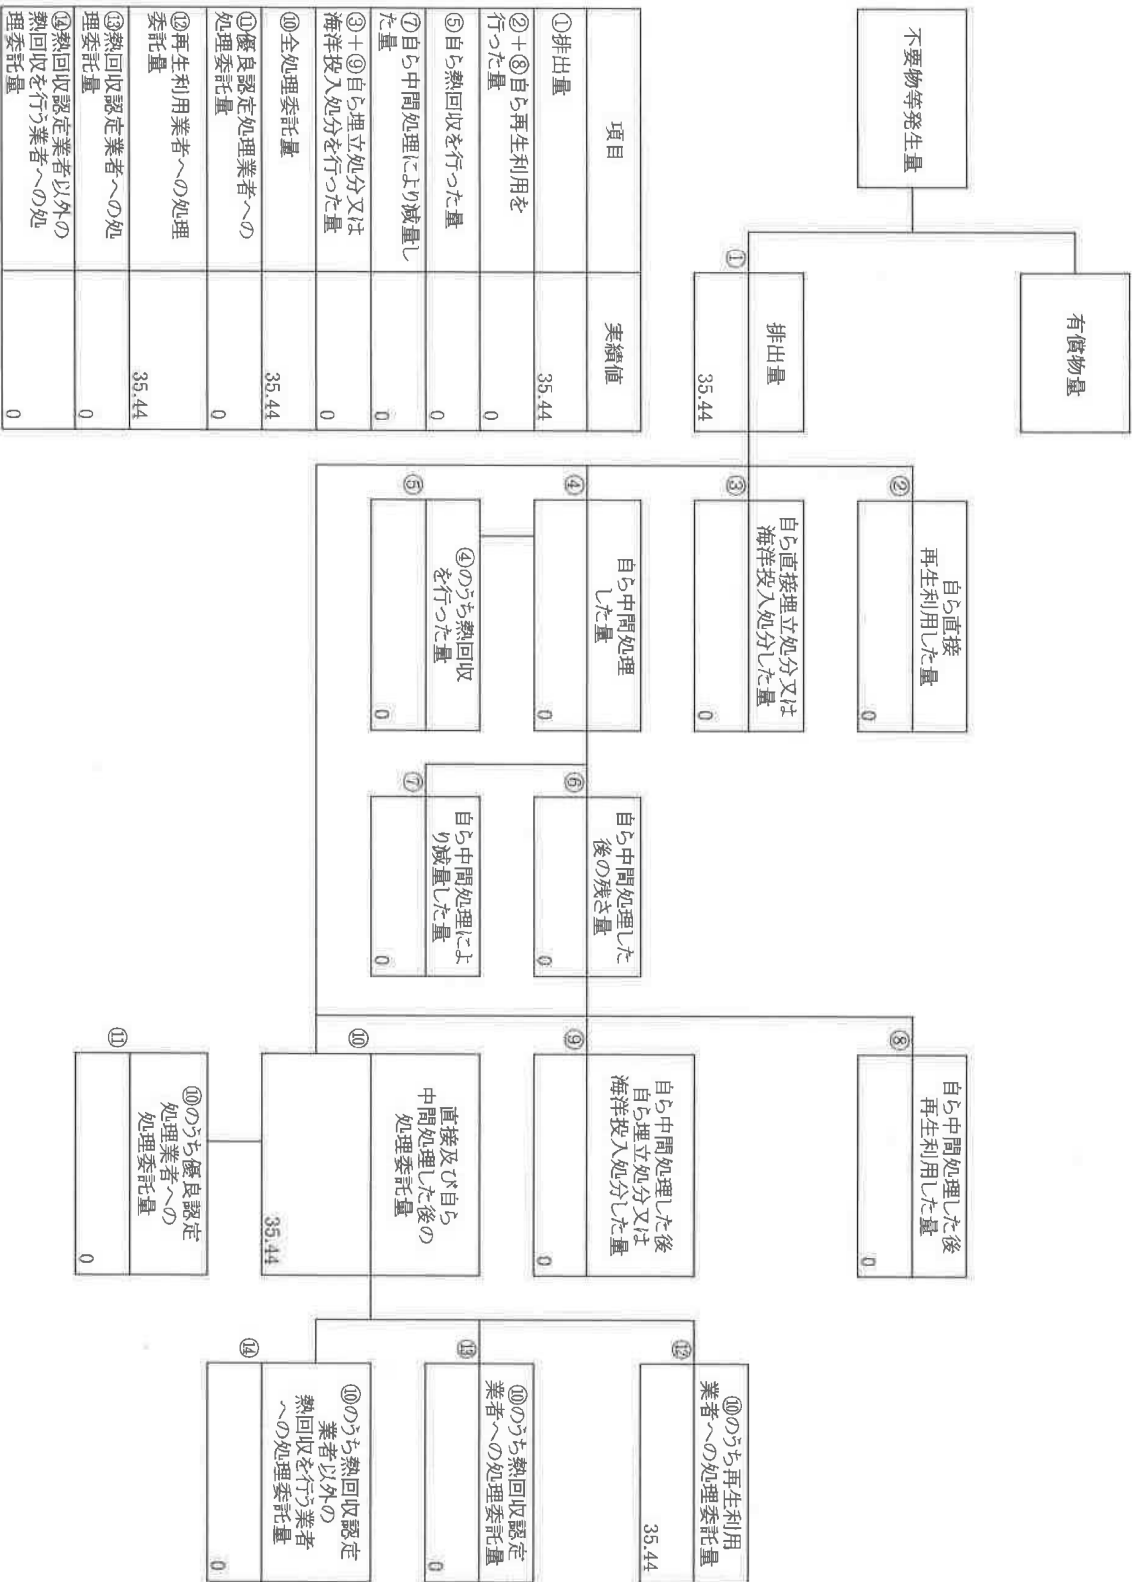 不要物等発生量
有償物量
①
排出量
35.44
②
自ら直接
再生利用した量
0
③
自ら直接埋立処分又は
海洋投入処分した量
0
④
自ら中間処理
した量
0
⑤
④のうち熱回収
を行った量
0
⑥
自ら中間処理した
後の残さ量
0
⑦
自ら中間処理によ
り減量した量
0
⑧
自ら中間処理した後
再生利用した量
0
⑨
自ら中間処理した後
自ら埋立処分又は
海洋投入処分した量
0
⑩
直接及び自ら
中間処理した後の
処理委託量
35.44
⑪
⑩のうち優良認定
処理業者への
処理委託量
0
⑫
⑩のうち再生利用
業者への処理委託量
35.44
⑬
⑩のうち熱回収認定
業者への処理委託量
0
⑭
⑩のうち熱回収認定
業者以外の
熱回収を行う業者
への処理委託量
0
項目
実績値
①排出量
35.44
②+⑧自ら再生利用を
行った量
0
⑤自ら熱回収を行った量
0
⑦自ら中間処理により減量し
た量
0
③+⑨自ら埋立処分又は
海洋投入処分を行った量
0
⑩全処理委託量
35.44
⑪優良認定処理業者への
処理委託量
0
⑫再生利用業者への処理
委託量
35.44
⑬熱回収認定業者への処
理委託量
0
⑭熱回収認定業者以外の
熱回収を行う業者への処
理委託量
0